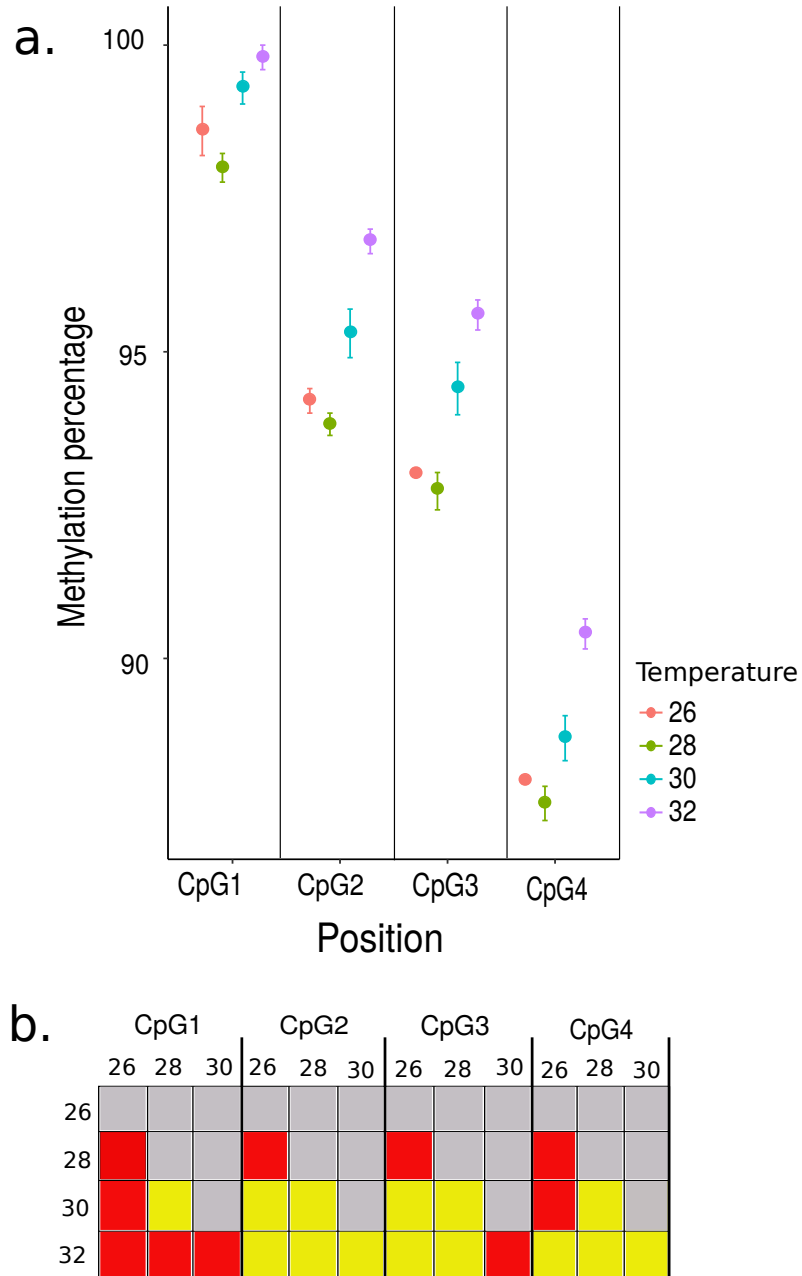 a.
100
95
90
Methylation percentage
CpG1 CpG2 CpG3 CpG4
Position
Temperature
26
28
30
32
b.
CpG1 CpG2 CpG3 CpG4
26 28 30 26 28 30 26 28 30 26 28 30
26
28
30
32